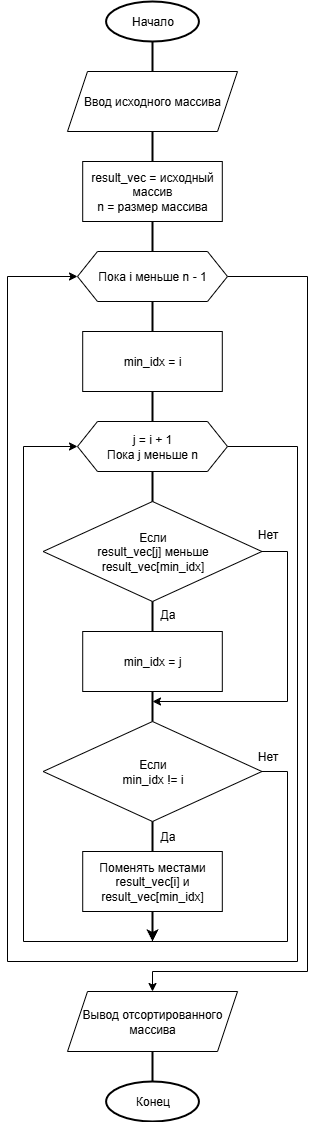 Начало
Ввод исходного массива
result_vec = исходный
массив
n = размер массива
Пока i меньше n - 1
min_idx = i
j = i + 1
Пока j меньше n
Если
result_vec[j] меньше
result_vec[min_idx]
Нет
Да
min_idx = j
Если
min_idx != i
Нет
Да
Поменять местами
result_vec[i] и
result_vec[min_idx]
Вывод отсортированного
массива
Конец